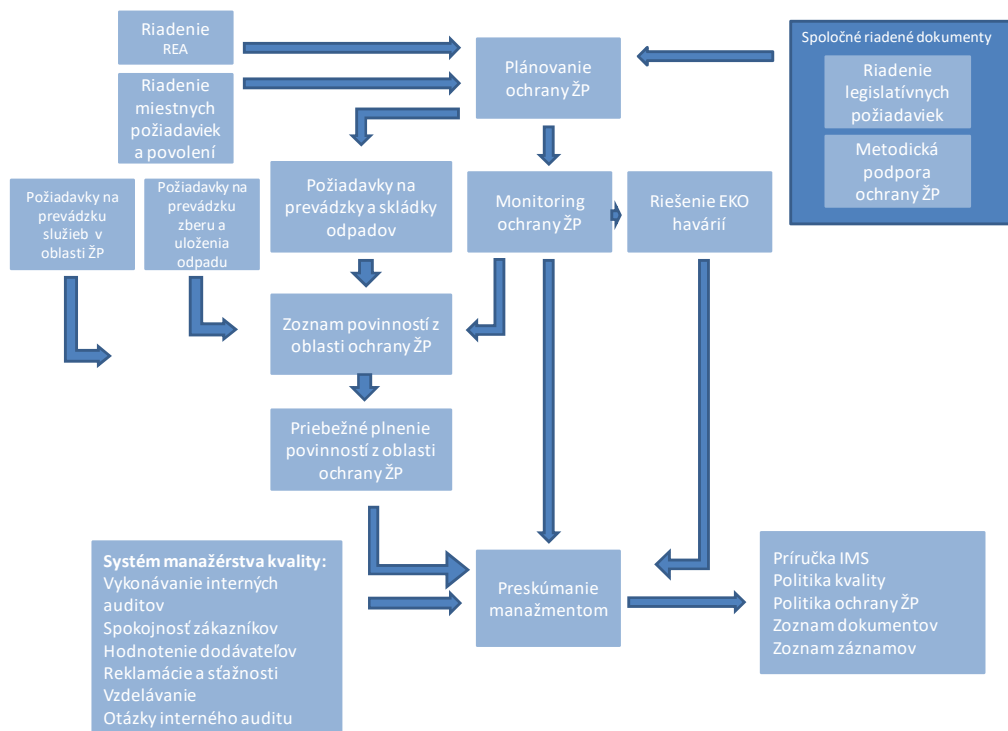 Riadenie
REA
Riadenie
miestnych
požiadaviek
a povolení
Plánovanie
ochrany ŽP
Spoločné riadené dokumenty
Riadenie
legislatívnych
požiadaviek
Metodická
podpora
ochrany ŽP
Požiadavky na
prevádzku
služieb v
oblasti ŽP
Požiadavky na
prevádzku
zberu a
uloženia
odpadu
Požiadavky na
prevádzky a skládky
odpadov
Monitoring
ochrany ŽP
Riešenie EKO
havárií
Zoznam povinností z
oblasti ochrany ŽP
Priebežné plnenie
povinností z oblasti
ochrany ŽP
Systém manažérstva kvality:
Vykonávanie interných
auditov
Spokojnosť zákazníkov
Hodnotenie dodávateľov
Reklamácie a sťažnosti
Vzdelávanie
Otázky interného auditu
Preskúmanie
manažmentom
Príručka IMS
Politika kvality
Politika ochrany ŽP
Zoznam dokumentov
Zoznam záznamov